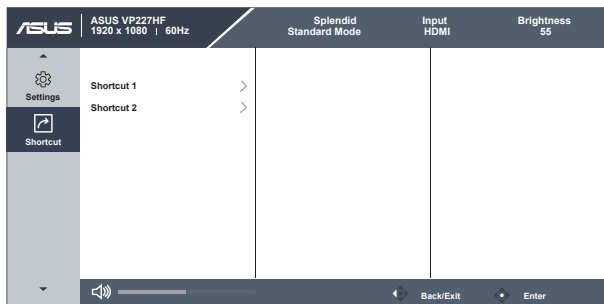 ASUS
ASUS VP227HF
1920 x 1080 | 60Hz
Splendid
Standard Mode
Input
HDMI
Brightness
55
Settings
Shortcut
Shortcut 1
Shortcut 2
Back/Exit
Enter